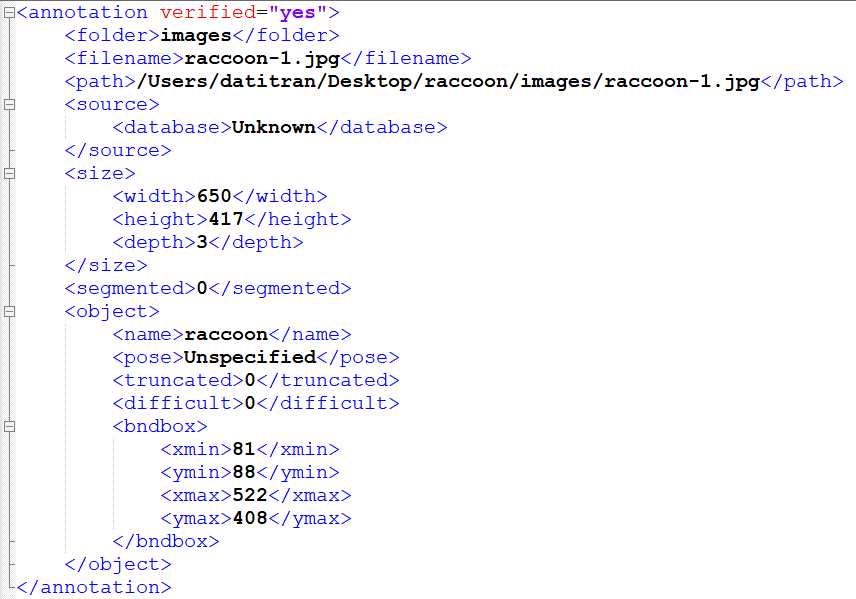 <annotation verified="yes">
<folder>images</folder>
<filename>raccoon-1.jpg</filename>
<path>/Users/datitran/Desktop/raccoon/images/raccoon-1.jpg</path>
<source>
<database>Unknown</database>
</source>
<size>
<width>650</width>
<height>417</height>
<depth>3</depth>
</size>
<segmented>0</segmented>
<object>
<name>raccoon</name>
<pose>Unspecified</pose>
<truncated>0</truncated>
<difficult>0</difficult>
<bndbox>
<xmin>81</xmin>
<ymin>88</ymin>
<xmax>522</xmax>
<ymax>408</ymax>
</bndbox>
</object>
</annotation>